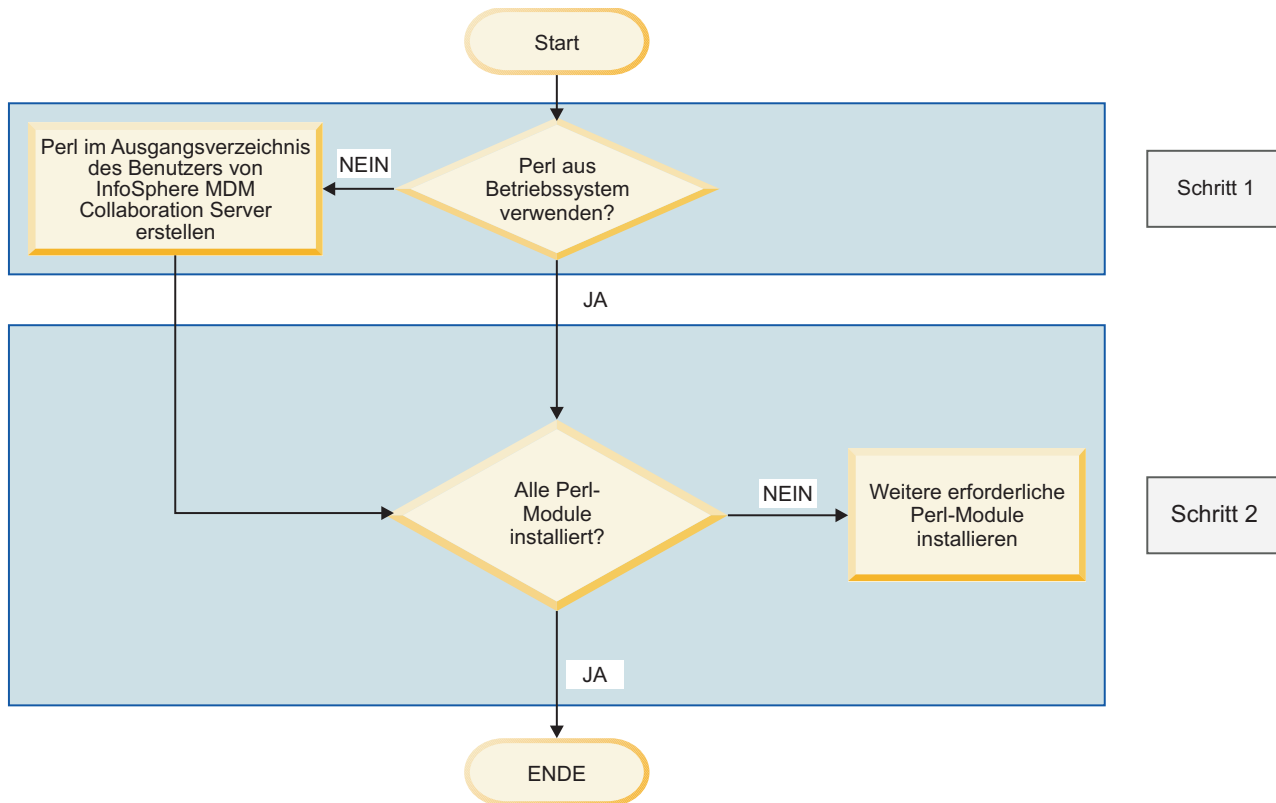 Start
Perl im Ausgangsverzeichnis
des Benutzers von
InfoSphere MDM
Collaboration Server
erstellen
NEIN
Perl aus
Betriebssystem
verwenden?
Schritt 1
JA
Alle Perl-
Module
installiert?
NEIN
Weitere erforderliche
Perl-Module
installieren
Schritt 2
JA
ENDE